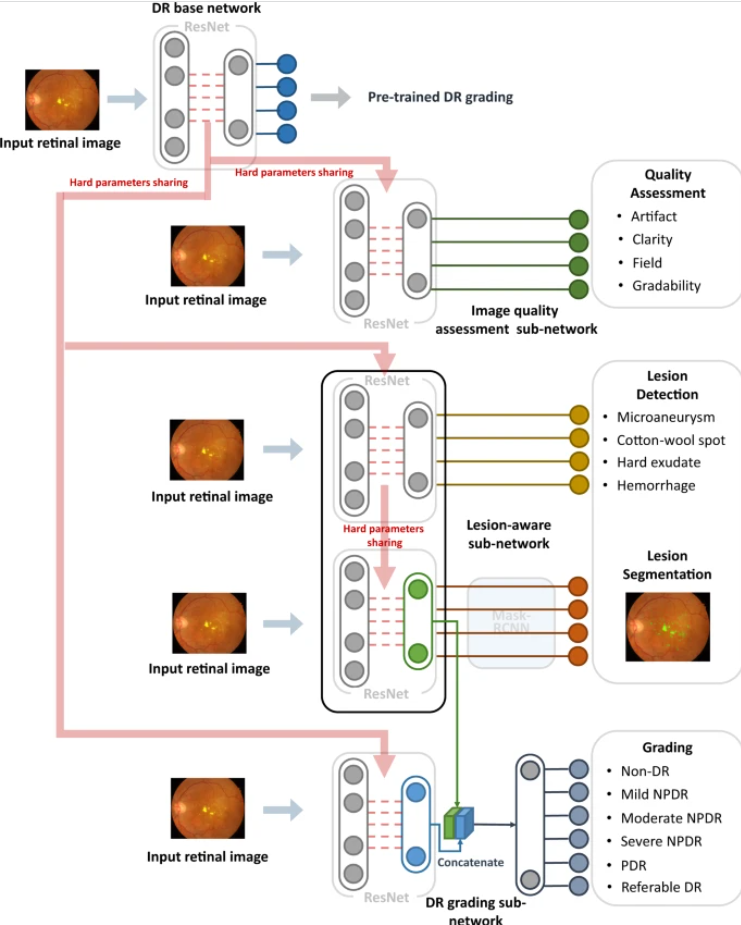 DR base network
ResNet
Input retinal image
Pre-trained DR grading
Hard parameters sharing
Hard parameters sharing
Input retinal image
ResNet
Image quality
assessment sub-network
Quality
Assessment
• Artifact
• Clarity
• Field
• Gradability
ResNet
Input retinal image
Hard parameters
sharing
Lesion-aware
sub-network
Lesion
Detection
• Microaneurysm
• Cotton-wool spot
• Hard exudate
• Hemorrhage
Input retinal image
ResNet
Mask-
RCNN
Lesion
Segmentation
Input retinal image
ResNet
Concatenate
DR grading sub-
network
Grading
• Non-DR
• Mild NPDR
• Moderate NPDR
• Severe NPDR
• PDR
• Referable DR